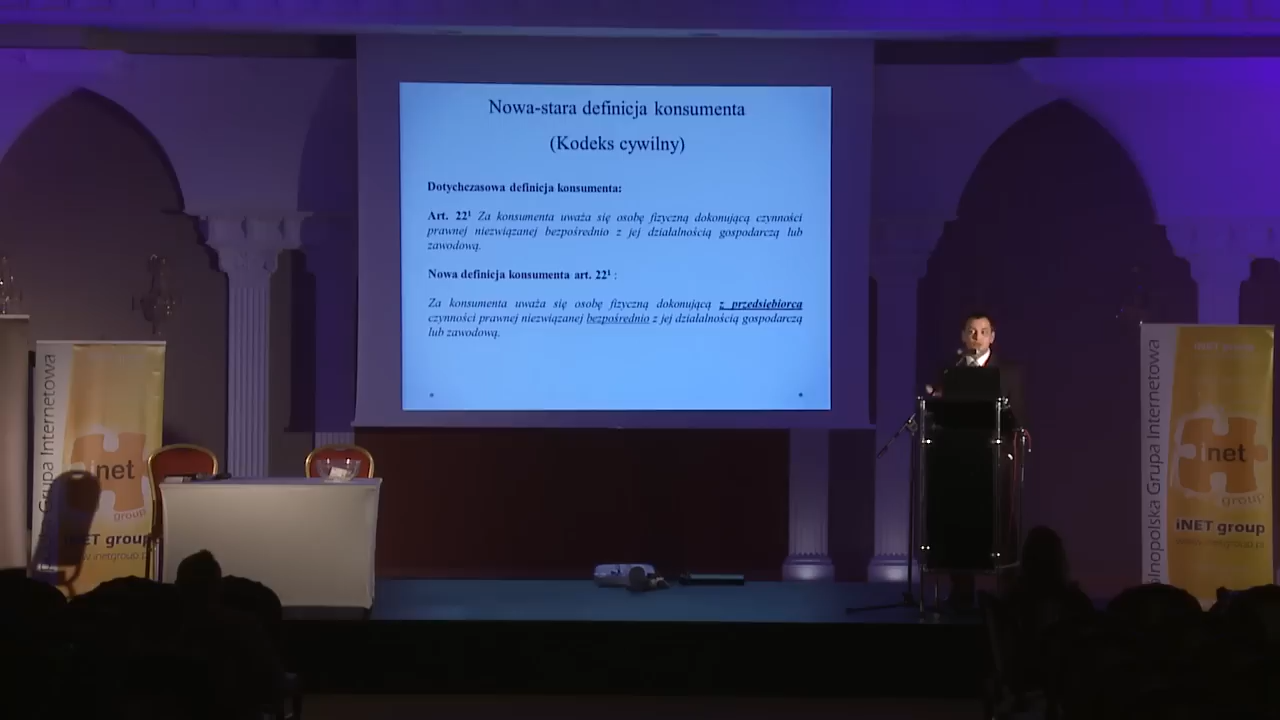 Nowa-stara definicja konsumenta
(Kodeks cywilny)
Dotychczasowa definicja konsumenta:
Art. 22¹ Za konsumenta uważa się osobę fizyczną dokonującą czynności
prawnej niezwiązanej bezpośrednio z jej działalnością gospodarczą lub
zawodową.
Nowa definicja konsumenta art. 22¹ :
Za konsumenta uważa się osobę fizyczną dokonującą z przedsiębiorcą
czynności prawnej niezwiązanej bezpośrednio z jej działalnością gospodarczą
lub zawodową.
Grupa Internetowa
inet
group
iNET group
Grupa Internetowa
inet
group
iNET group